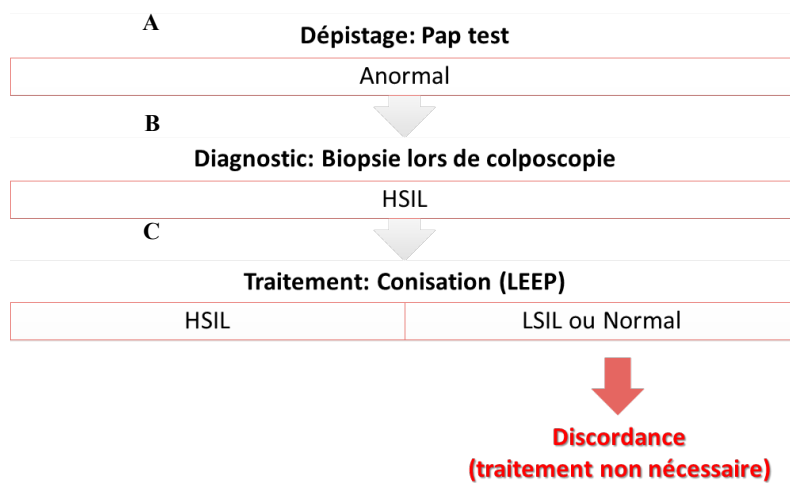 A
Dépistage: Pap test
Anormal
B
Diagnostic: Biopsie lors de colposcopie
HSIL
C
Traitement: Conisation (LEEP)
HSIL
LSIL ou Normal
Discordance
(traitement non nécessaire)